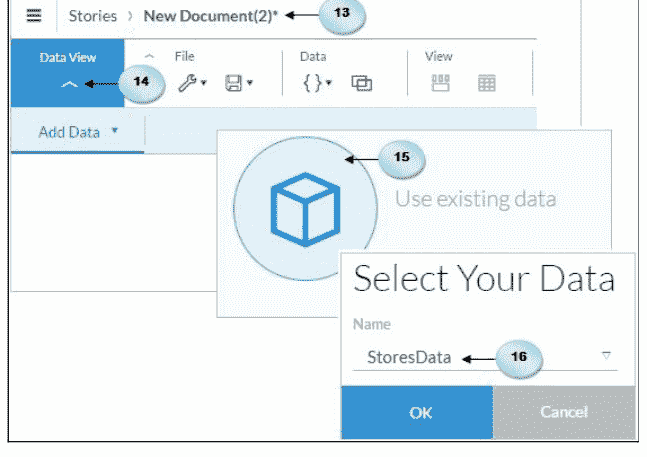 Stories › New Document(2)* 13
Data View File Data View
14
{ }
Add Data
15
Use existing data
Select Your Data
Name
StoresData 16
OK Cancel